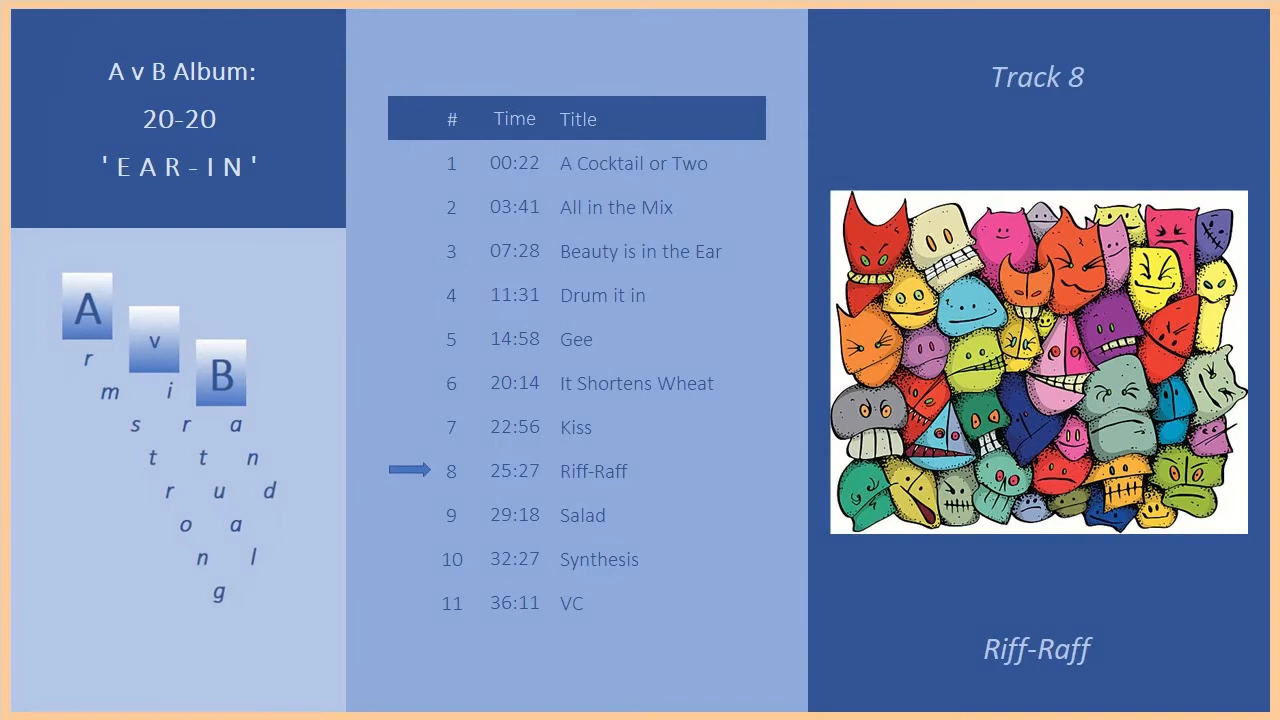 A v B Album:
20-20
' E A R - I N '
A
v
B
r
m i
s r a
t t n
r u d
o a
n l
g
# Time Title
1 00:22 A Cocktail or Two
2 03:41 All in the Mix
3 07:28 Beauty is in the Ear
4 11:31 Drum it in
5 14:58 Gee
6 20:14 It Shortens Wheat
7 22:56 Kiss
8 25:27 Riff-Raff
9 29:18 Salad
10 32:27 Synthesis
11 36:11 VC
Track 8
Riff-Raff